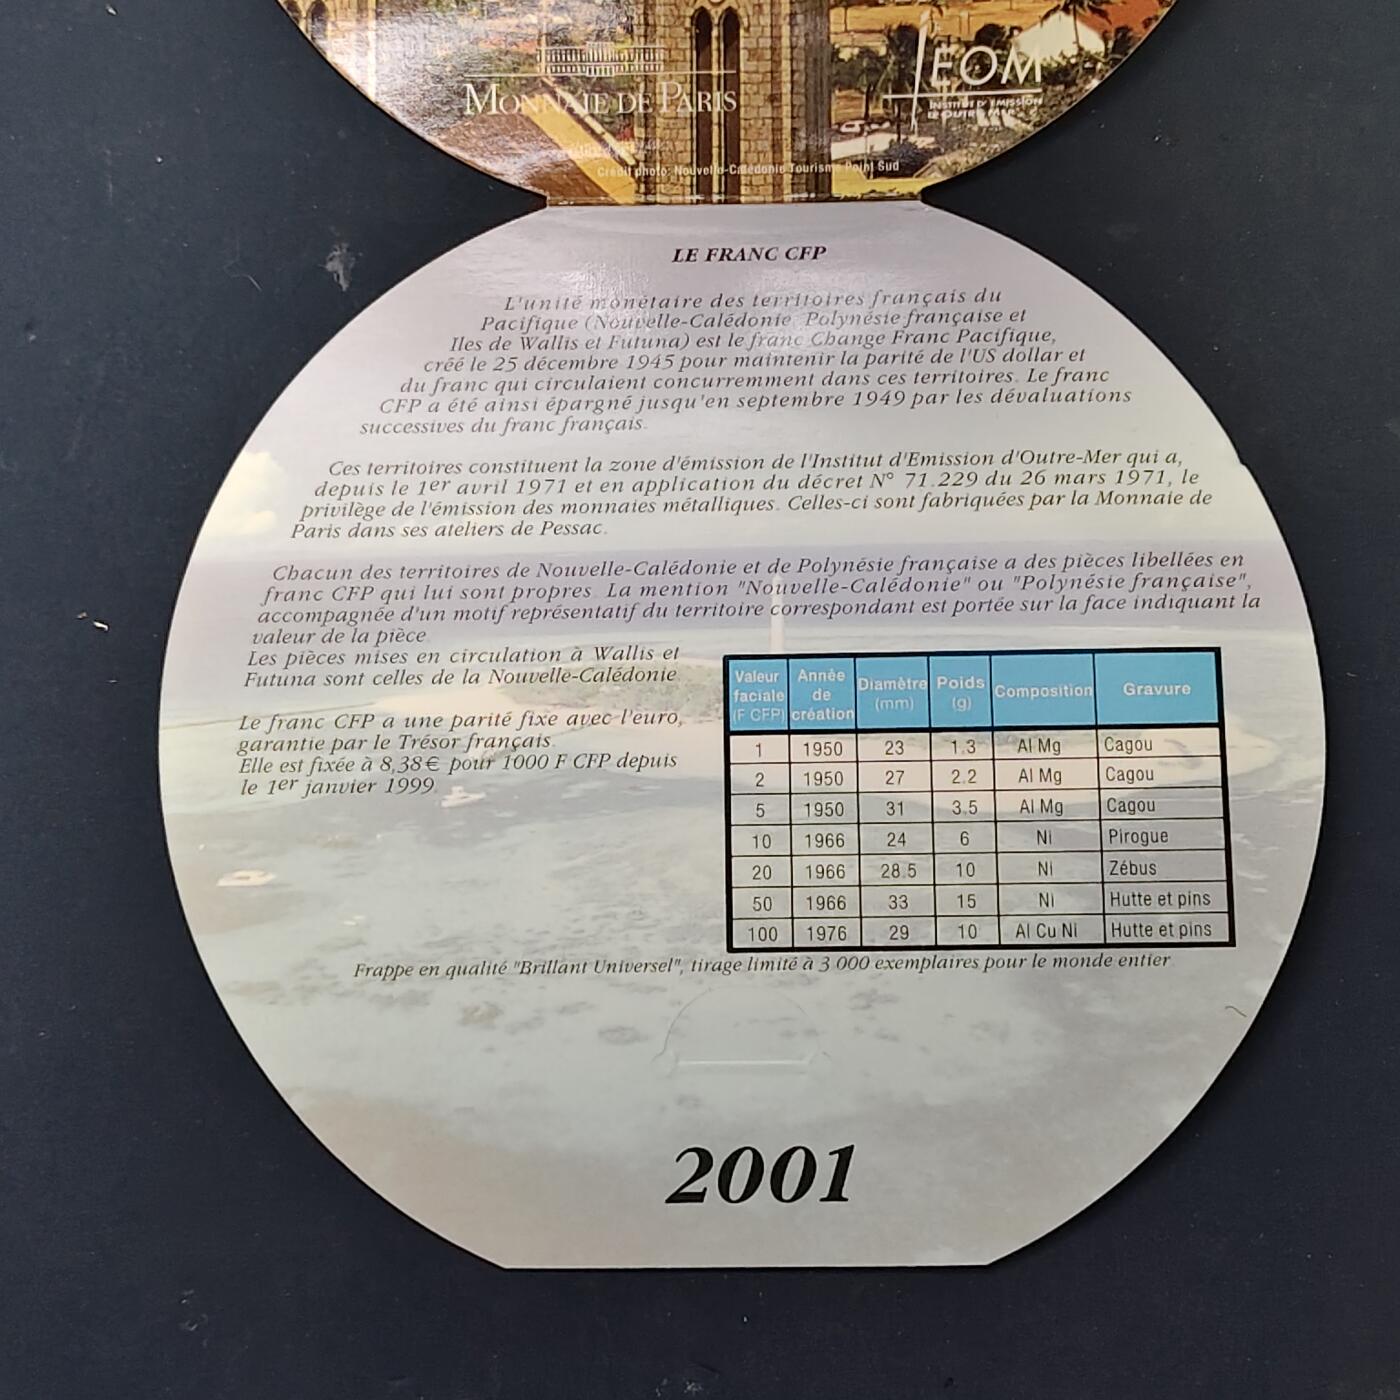 MONNAIE DE PARIS
IEOM
INSTITUT D'EMISSION
D'OUTRE-MER
Crédit photo: Nouvelle-Calédonie Tourisme Point Sud
LE FRANC CFP
L'unité monétaire des territoires français du
Pacifique (Nouvelle-Calédonie, Polynésie française et
Iles de Wallis et Futuna) est le franc Change Franc Pacifique,
créé le 25 décembre 1945 pour maintenir la parité de l'US dollar et
du franc qui circulaient concurremment dans ces territoires. Le franc
CFP a été ainsi épargné jusqu'en septembre 1949 par les dévaluations
successives du franc français.
Ces territoires constituent la zone d'émission de l'Institut d'Emission d'Outre-Mer qui a,
depuis le 1er avril 1971 et en application du décret N° 71.229 du 26 mars 1971, le
privilège de l'émission des monnaies métalliques. Celles-ci sont fabriquées par la Monnaie de
Paris dans ses ateliers de Pessac.
Chacun des territoires de Nouvelle-Calédonie et de Polynésie française a des pièces libellées en
franc CFP qui lui sont propres. La mention "Nouvelle-Calédonie" ou "Polynésie française",
accompagnée d'un motif représentatif du territoire correspondant est portée sur la face indiquant la
valeur de la pièce.
Les pièces mises en circulation à Wallis et
Futuna sont celles de la Nouvelle-Calédonie.
Le franc CFP a une parité fixe avec l'euro,
garantie par le Trésor français.
Elle est fixée à 8,38 € pour 1000 F CFP depuis
le 1er janvier 1999.
Valeur faciale (F CFP) Année de création Diamètre (mm) Poids (g) Composition Gravure
1 1950 23 1.3 Al Mg Cagou
2 1950 27 2.2 Al Mg Cagou
5 1950 31 3.5 Al Mg Cagou
10 1966 24 6 Ni Pirogue
20 1966 28.5 10 Ni Zébus
50 1966 33 15 Ni Hutte et pins
100 1976 29 10 Al Cu Ni Hutte et pins
Frappe en qualité "Brillant Universel", tirage limité à 3 000 exemplaires pour le monde entier.
2001